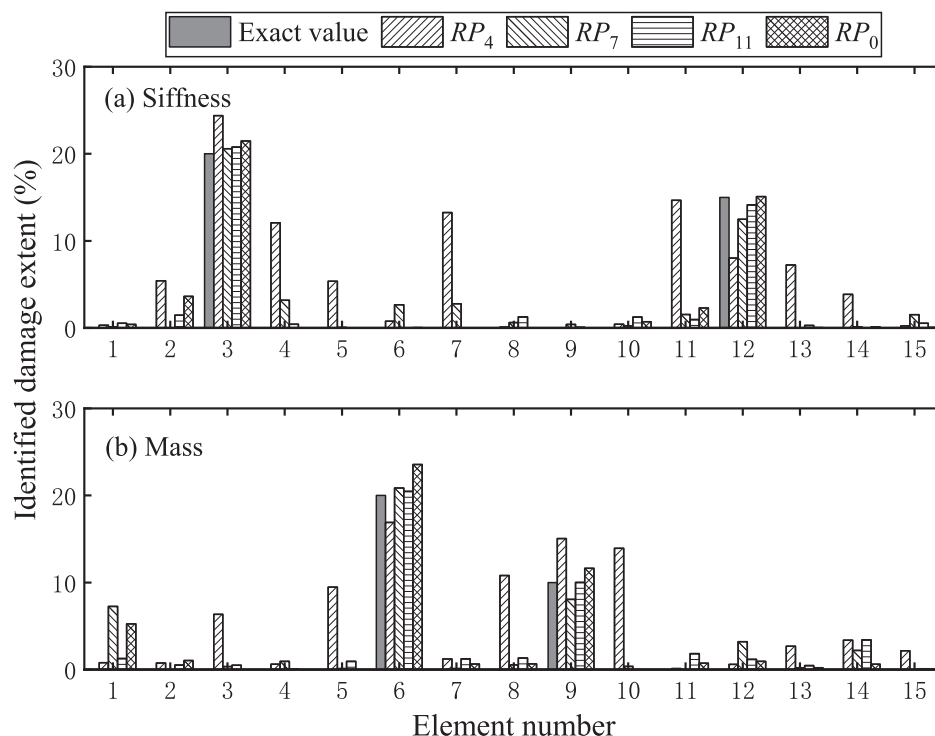 Exact value RP4 RP7 RP11 RP0
Identified damage extent (%)
30
(a) Siffness
20
10
0
1 2 3 4 5 6 7 8 9 10 11 12 13 14 15
30
(b) Mass
20
10
0
1 2 3 4 5 6 7 8 9 10 11 12 13 14 15
Element number